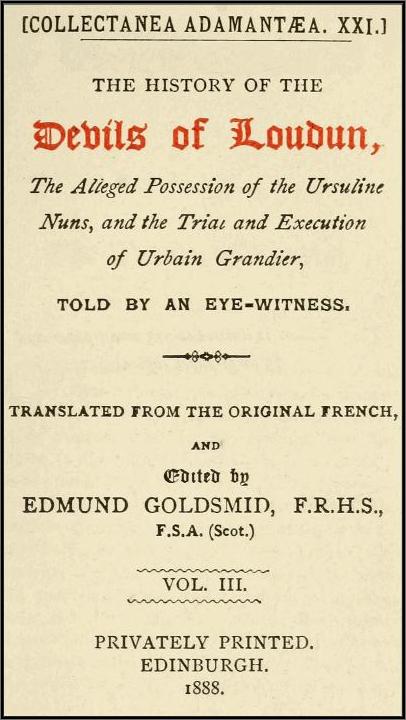 [COLLECTANEA ADAMANTÆA. XXI.]
THE HISTORY OF THE
Devils of Loudun,
The Alleged Possession of the Ursuline
Nuns, and the Trial and Execution
of Urbain Grandier,
TOLD BY AN EYE-WITNESS.
TRANSLATED FROM THE ORIGINAL FRENCH,
AND
Edited by
EDMUND GOLDSMID, F.R.H.S.,
F.S.A. (Scot.)
VOL. III.
PRIVATELY PRINTED.
EDINBURGH.
1888.